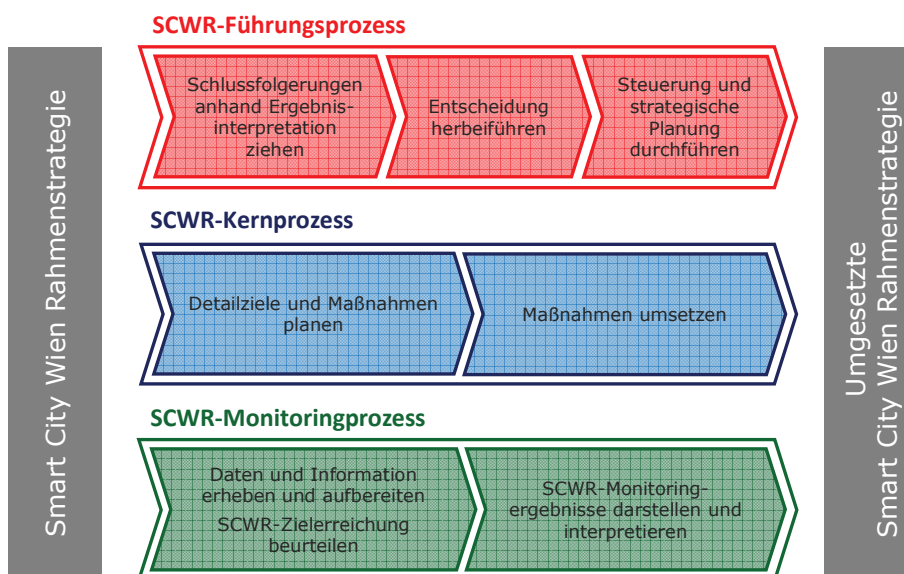 Smart City Wien Rahmenstrategie
SCWR-Führungsprozess
Schlussfolgerungen
anhand Ergebnis-
interpretation
ziehen
Entscheidung
herbeiführen
Steuerung und
strategische
Planung
durchführen
SCWR-Kernprozess
Detailziele und Maßnahmen
planen
Maßnahmen umsetzen
SCWR-Monitoringprozess
Daten und Information
erheben und aufbereiten
SCWR-Zielerreichung
beurteilen
SCWR-Monitoring-
ergebnisse darstellen und
interpretieren
Umgesetzte
Smart City Wien Rahmenstrategie